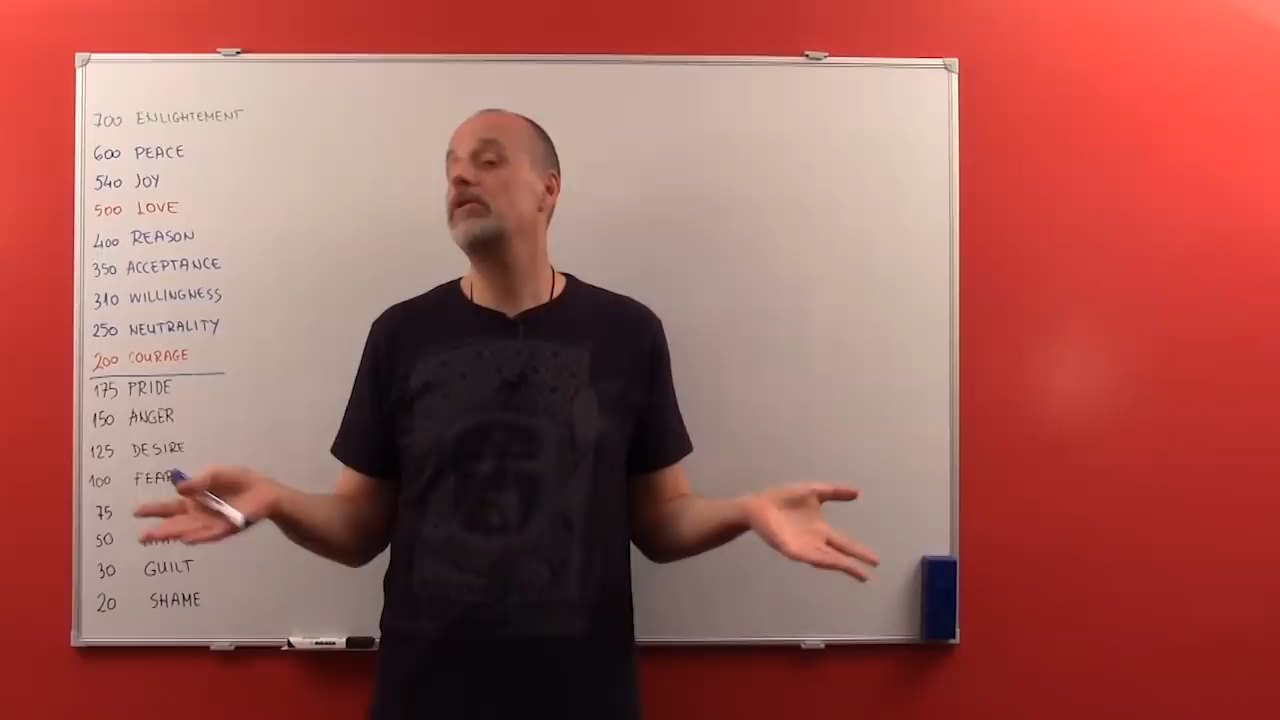 700 ENLIGHTEMENT
600 PEACE
540 JOY
500 LOVE
400 REASON
350 ACCEPTANCE
310 WILLINGNESS
250 NEUTRALITY
200 COURAGE
175 PRIDE
150 ANGER
125 DESIRE
100 FEAR
75
50
30 GUILT
20 SHAME